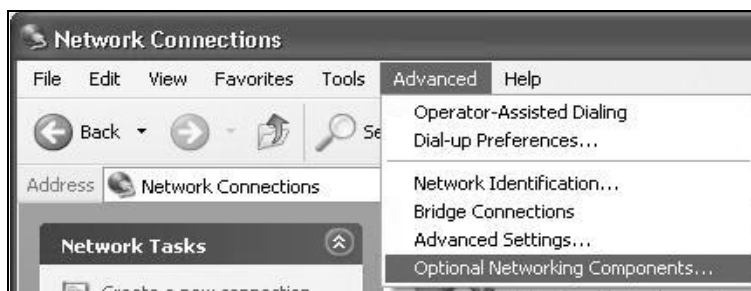 Network Connections
File Edit View Favorites Tools Advanced Help
Back
Operator-Assisted Dialing
Dial-up Preferences...
Address Network Connections
Network Identification...
Bridge Connections
Advanced Settings...
Optional Networking Components...
Network Tasks